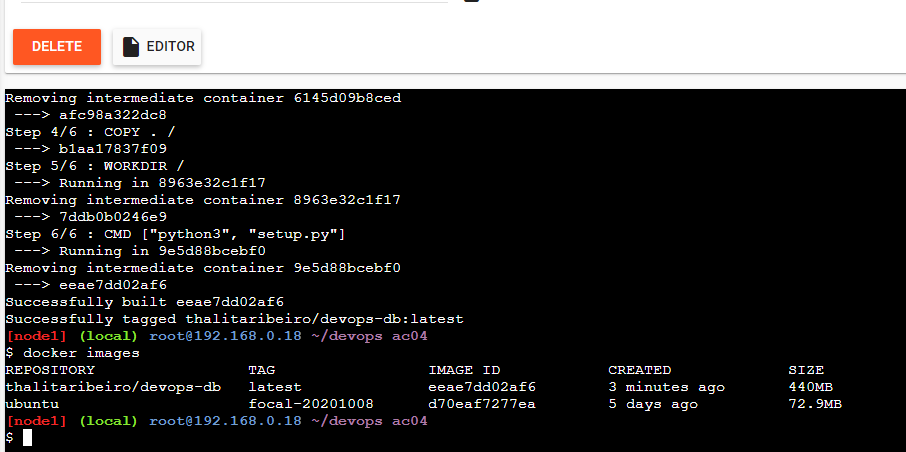 DELETE EDITOR
Removing intermediate container 6145d09b8ced
---> afc98a322dc8
Step 4/6 : COPY . /
---> b1aa17837f09
Step 5/6 : WORKDIR /
---> Running in 8963e32c1f17
Removing intermediate container 8963e32c1f17
---> 7ddb0b0246e9
Step 6/6 : CMD ["python3", "setup.py"]
---> Running in 9e5d88bcebf0
Removing intermediate container 9e5d88bcebf0
---> eeae7dd02af6
Successfully built eeae7dd02af6
Successfully tagged thalitaribeiro/devops-db:latest
[node1] (local) root@192.168.0.18 ~/devops ac04
$ docker images
REPOSITORY TAG IMAGE ID CREATED SIZE
thalitaribeiro/devops-db latest eeae7dd02af6 3 minutes ago 440MB
ubuntu focal-20201008 d70eaf7277ea 5 days ago 72.9MB
[node1] (local) root@192.168.0.18 ~/devops ac04
$